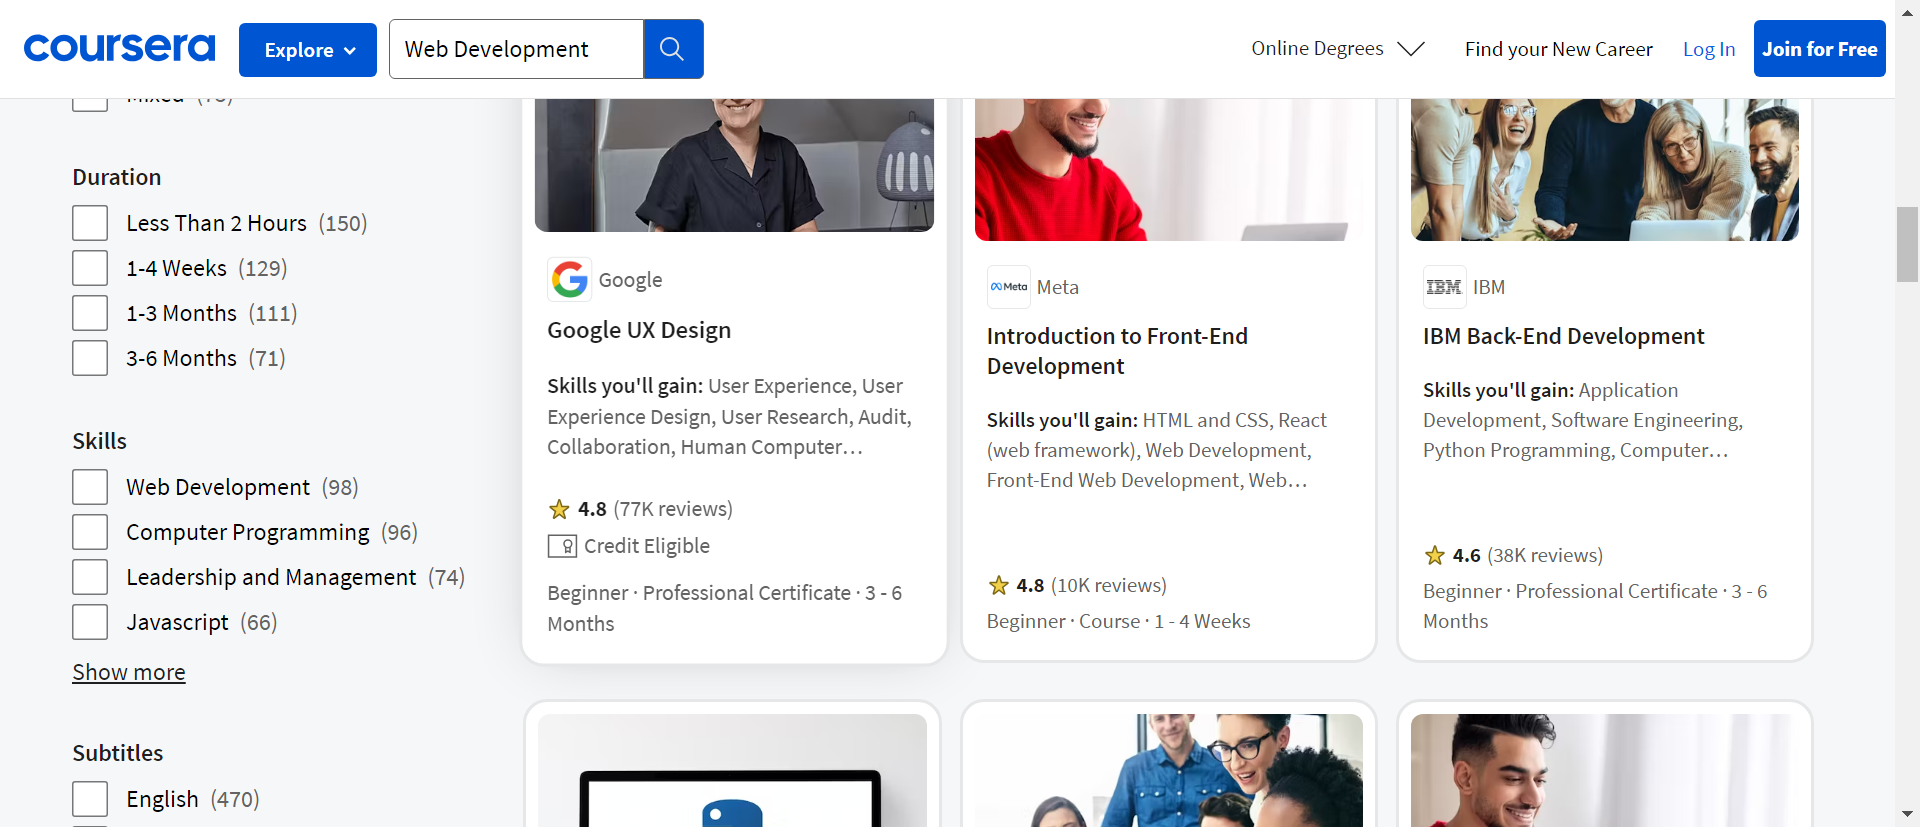 coursera
Explore
Web Development
Online Degrees
Find your New Career
Log In
Join for Free
Mixed (78)
Duration
Less Than 2 Hours (150)
1-4 Weeks (129)
1-3 Months (111)
3-6 Months (71)
Skills
Web Development (98)
Computer Programming (96)
Leadership and Management (74)
Javascript (66)
Show more
Subtitles
English (470)
Google
Google UX Design
Skills you'll gain: User Experience, User
Experience Design, User Research, Audit,
Collaboration, Human Computer…
4.8 (77K reviews)
Credit Eligible
Beginner · Professional Certificate · 3 - 6
Months
Meta Meta
Introduction to Front-End
Development
Skills you'll gain: HTML and CSS, React
(web framework), Web Development,
Front-End Web Development, Web…
4.8 (10K reviews)
Beginner · Course · 1 - 4 Weeks
IBM IBM
IBM Back-End Development
Skills you'll gain: Application
Development, Software Engineering,
Python Programming, Computer…
4.6 (38K reviews)
Beginner · Professional Certificate · 3 - 6
Months